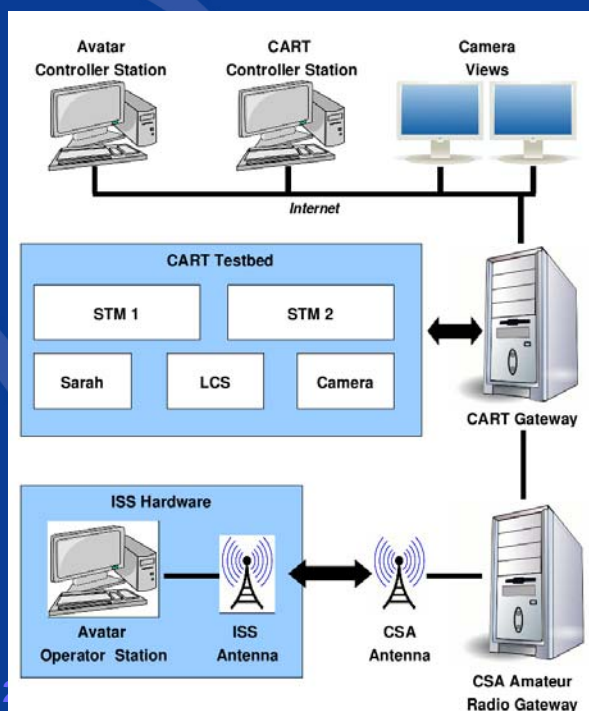 Avatar
Controller Station
CART
Controller Station
Camera
Views
Internet
CART Testbed
STM 1
STM 2
Sarah
LCS
Camera
CART Gateway
ISS Hardware
Avatar
Operator Station
ISS
Antenna
CSA
Antenna
CSA Amateur
Radio Gateway